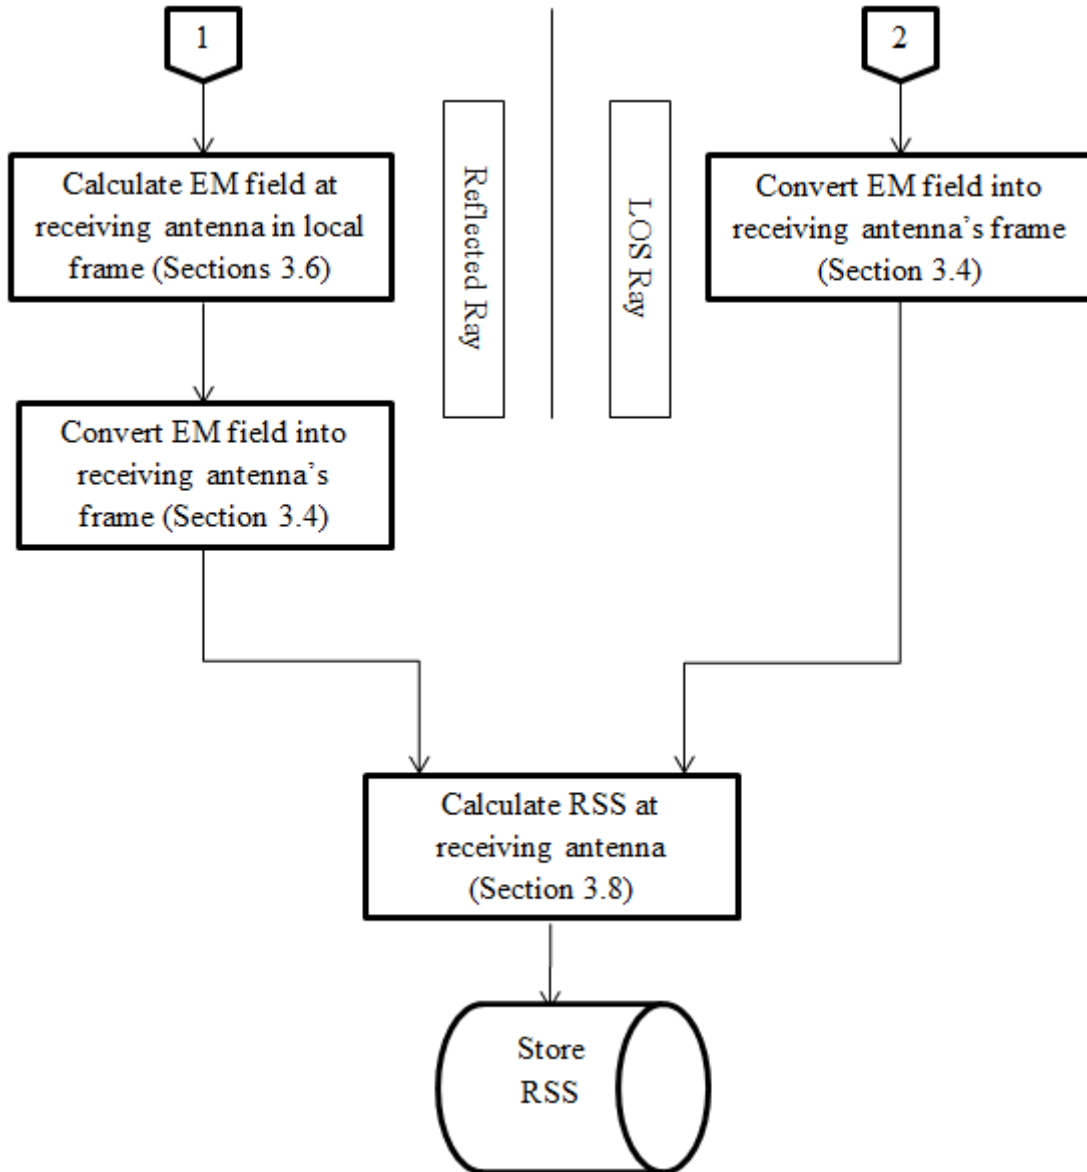 1
2
Calculate EM field at
receiving antenna in local
frame (Sections 3.6)
Reflected Ray
LOS Ray
Convert EM field into
receiving antenna's frame
(Section 3.4)
Convert EM field into
receiving antenna's
frame (Section 3.4)
Calculate RSS at
receiving antenna
(Section 3.8)
Store
RSS